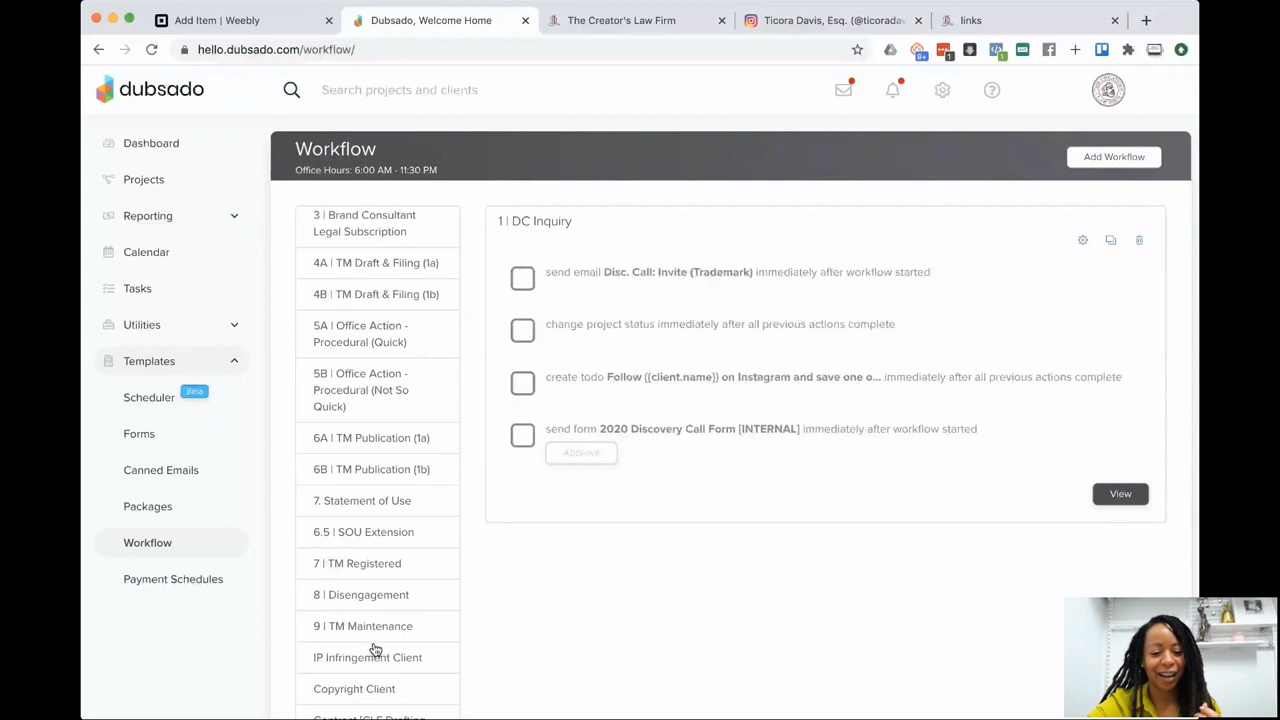 Add Item | Weebly
Dubsado, Welcome Home
The Creator's Law Firm
Ticora Davis, Esq. (@ticorada
links
hello.dubsado.com/workflow/
8+
1
1
dubsado
Search projects and clients
Dashboard
Projects
Reporting
Calendar
Tasks
Utilities
Templates
Scheduler
Beta
Forms
Canned Emails
Packages
Workflow
Payment Schedules
Workflow
Office Hours: 6:00 AM - 11:30 PM
Add Workflow
3 | Brand Consultant
Legal Subscription
4A | TM Draft & Filing (1a)
4B | TM Draft & Filing (1b)
5A | Office Action -
Procedural (Quick)
5B | Office Action -
Procedural (Not So
Quick)
6A | TM Publication (1a)
6B | TM Publication (1b)
7. Statement of Use
6.5 | SOU Extension
7 | TM Registered
8 | Disengagement
9 | TM Maintenance
IP Infringement Client
Copyright Client
1 | DC Inquiry
send email Disc. Call: Invite (Trademark) immediately after workflow started
change project status immediately after all previous actions complete
create todo Follow {{client.name}} on Instagram and save one o... immediately after all previous actions complete
send form 2020 Discovery Call Form [INTERNAL] immediately after workflow started
Approve
View